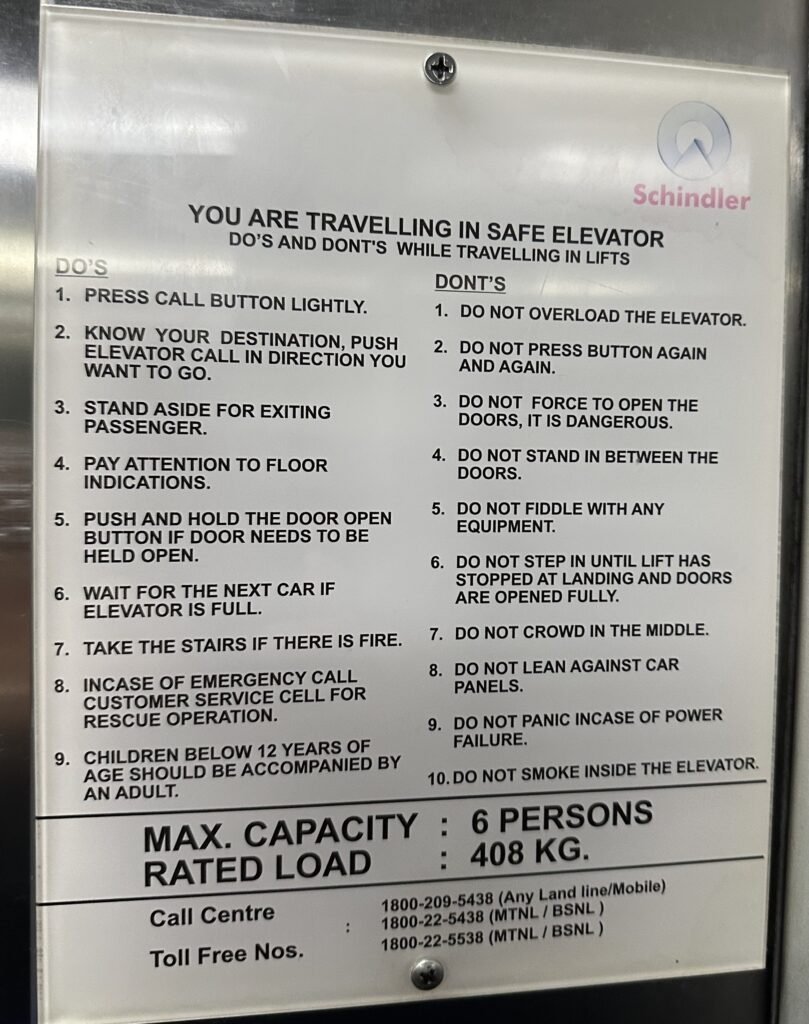 Schindler
YOU ARE TRAVELLING IN SAFE ELEVATOR
DO'S AND DONT'S WHILE TRAVELLING IN LIFTS
DO'S
1. PRESS CALL BUTTON LIGHTLY.
2. KNOW YOUR DESTINATION, PUSH
ELEVATOR CALL IN DIRECTION YOU
WANT TO GO.
3. STAND ASIDE FOR EXITING
PASSENGER.
4. PAY ATTENTION TO FLOOR
INDICATIONS.
5. PUSH AND HOLD THE DOOR OPEN
BUTTON IF DOOR NEEDS TO BE
HELD OPEN.
6. WAIT FOR THE NEXT CAR IF
ELEVATOR IS FULL.
7. TAKE THE STAIRS IF THERE IS FIRE.
8. INCASE OF EMERGENCY CALL
CUSTOMER SERVICE CELL FOR
RESCUE OPERATION.
9. CHILDREN BELOW 12 YEARS OF
AGE SHOULD BE ACCOMPANIED BY
AN ADULT.
DONT'S
1. DO NOT OVERLOAD THE ELEVATOR.
2. DO NOT PRESS BUTTON AGAIN
AND AGAIN.
3. DO NOT FORCE TO OPEN THE
DOORS, IT IS DANGEROUS.
4. DO NOT STAND IN BETWEEN THE
DOORS.
5. DO NOT FIDDLE WITH ANY
EQUIPMENT.
6. DO NOT STEP IN UNTIL LIFT HAS
STOPPED AT LANDING AND DOORS
ARE OPENED FULLY.
7. DO NOT CROWD IN THE MIDDLE.
8. DO NOT LEAN AGAINST CAR
PANELS.
9. DO NOT PANIC INCASE OF POWER
FAILURE.
10. DO NOT SMOKE INSIDE THE ELEVATOR.
MAX. CAPACITY : 6 PERSONS
RATED LOAD : 408 KG.
Call Centre
Toll Free Nos.
:
1800-209-5438 (Any Land line/Mobile)
1800-22-5438 (MTNL / BSNL )
1800-22-5538 (MTNL / BSNL )